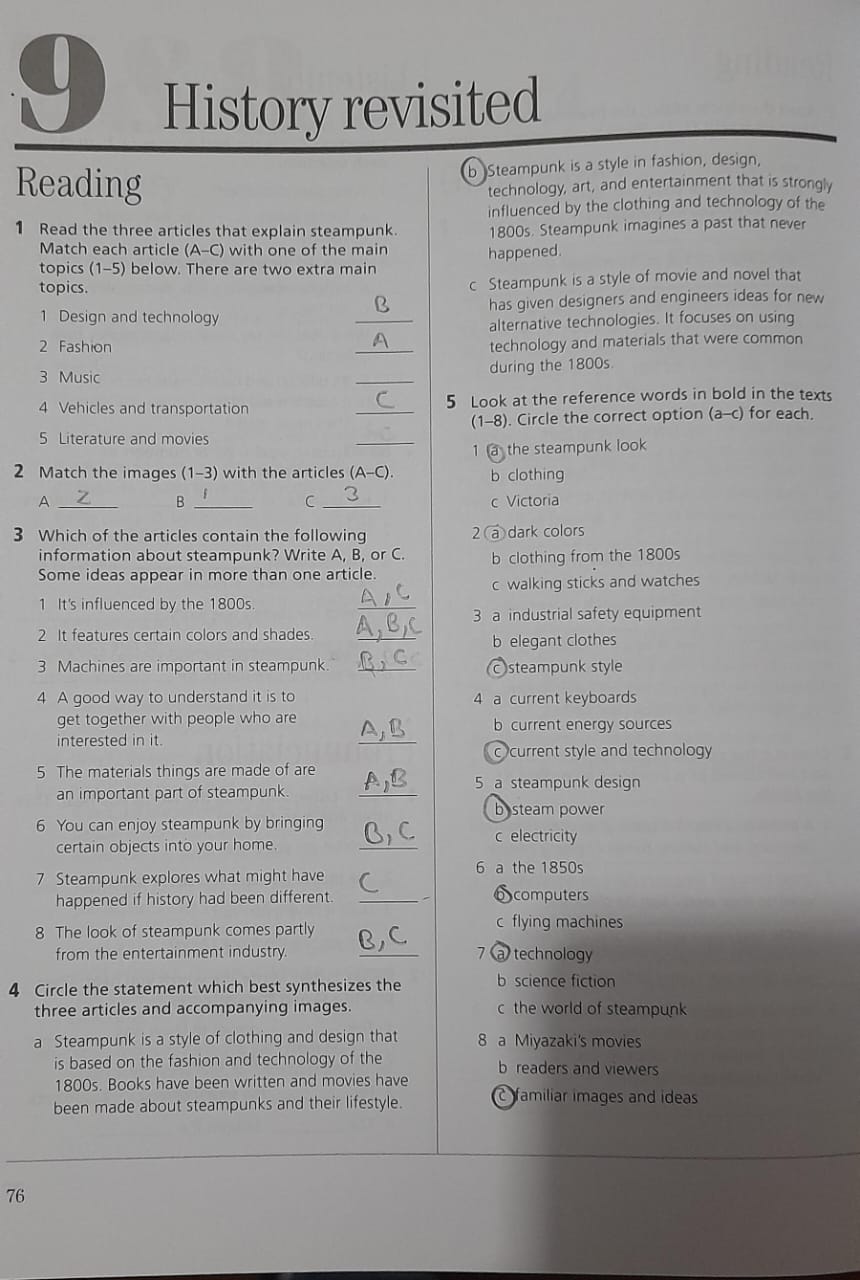 9
History revisited
Reading
1 Read the three articles that explain steampunk.
Match each article (A–C) with one of the main
topics (1–5) below. There are two extra main
topics.
1 Design and technology B
2 Fashion A
3 Music
4 Vehicles and transportation C
5 Literature and movies
2 Match the images (1–3) with the articles (A–C).
A 2 B 1 C 3
3 Which of the articles contain the following
information about steampunk? Write A, B, or C.
Some ideas appear in more than one article.
1 It's influenced by the 1800s. A, C
2 It features certain colors and shades. A, B, C
3 Machines are important in steampunk. B, C
4 A good way to understand it is to
get together with people who are
interested in it. A, B
5 The materials things are made of are
an important part of steampunk. A, B
6 You can enjoy steampunk by bringing
certain objects into your home. B, C
7 Steampunk explores what might have
happened if history had been different. C
8 The look of steampunk comes partly
from the entertainment industry. B, C
4 Circle the statement which best synthesizes the
three articles and accompanying images.
a Steampunk is a style of clothing and design that
is based on the fashion and technology of the
1800s. Books have been written and movies have
been made about steampunks and their lifestyle.
b Steampunk is a style in fashion, design,
technology, art, and entertainment that is strongly
influenced by the clothing and technology of the
1800s. Steampunk imagines a past that never
happened.
c Steampunk is a style of movie and novel that
has given designers and engineers ideas for new
alternative technologies. It focuses on using
technology and materials that were common
during the 1800s.
5 Look at the reference words in bold in the texts
(1–8). Circle the correct option (a–c) for each.
1 a the steampunk look
b clothing
c Victoria
2 a dark colors
b clothing from the 1800s
c walking sticks and watches
3 a industrial safety equipment
b elegant clothes
c steampunk style
4 a current keyboards
b current energy sources
c current style and technology
5 a steampunk design
b steam power
c electricity
6 a the 1850s
b computers
c flying machines
7 a technology
b science fiction
c the world of steampunk
8 a Miyazaki's movies
b readers and viewers
c familiar images and ideas
76